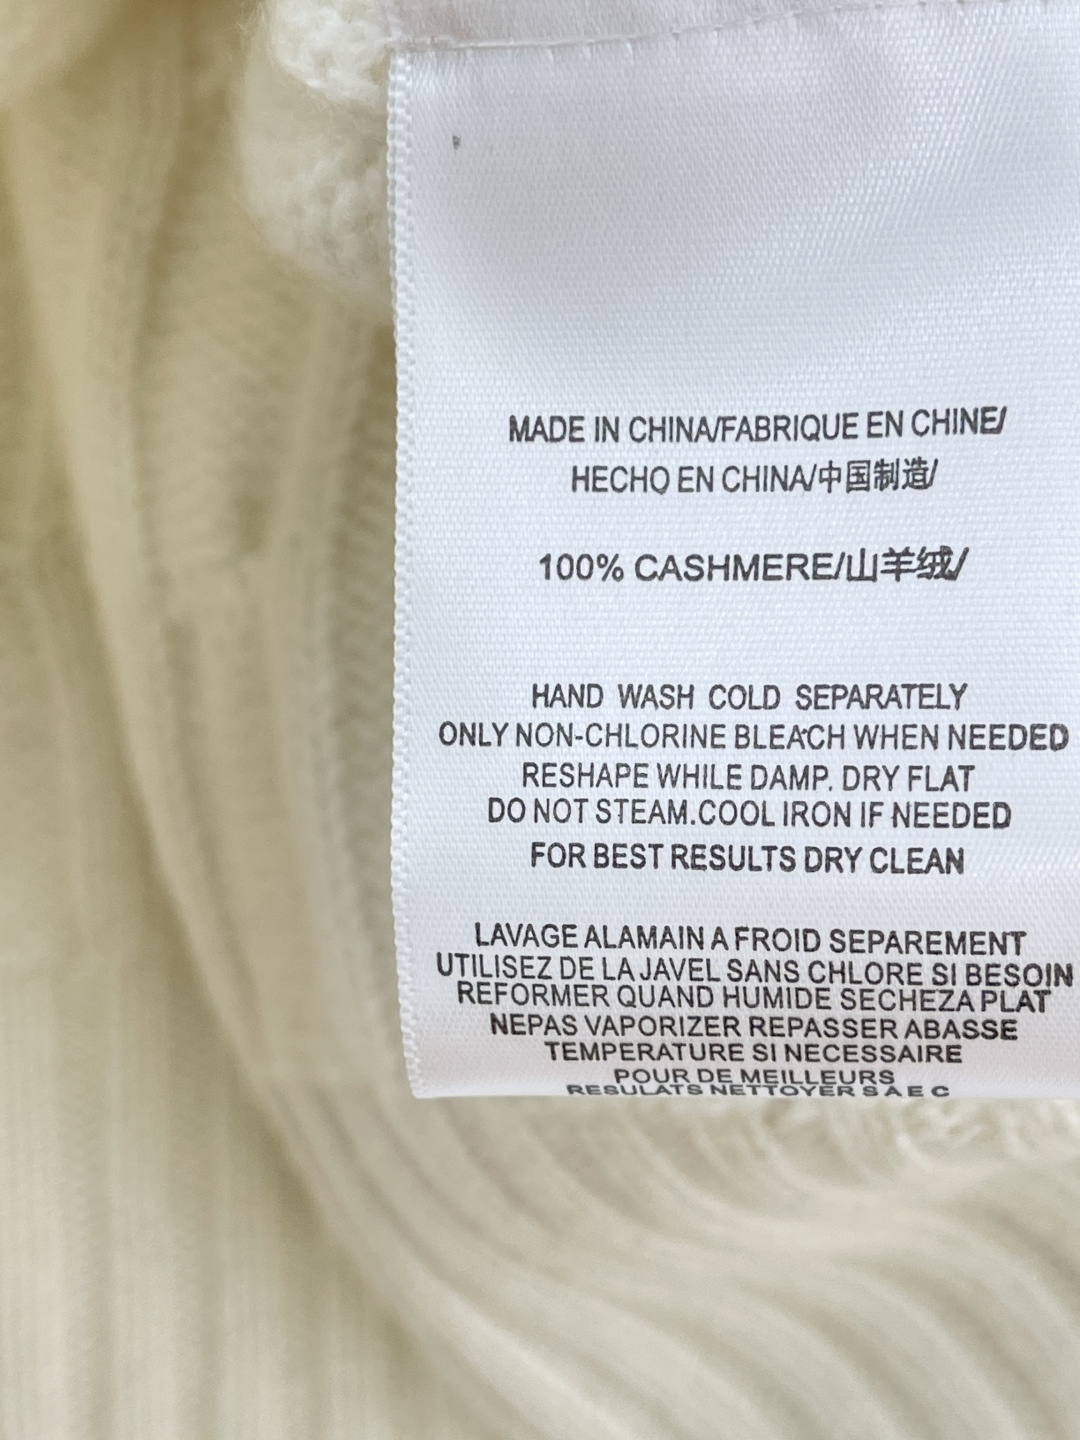 MADE IN CHINA/FABRIQUE EN CHINE/
HECHO EN CHINA/中国制造/
100% CASHMERE/山羊绒/
HAND WASH COLD SEPARATELY
ONLY NON-CHLORINE BLEACH WHEN NEEDED
RESHAPE WHILE DAMP. DRY FLAT
DO NOT STEAM.COOL IRON IF NEEDED
FOR BEST RESULTS DRY CLEAN
LAVAGE ALAMAIN A FROID SEPAREMENT
UTILISEZ DE LA JAVEL SANS CHLORE SI BESOIN
REFORMER QUAND HUMIDE SECHEZA PLAT
NEPAS VAPORIZER REPASSER ABASSE
TEMPERATURE SI NECESSAIRE
POUR DE MEILLEURS
RESULATS NETTOYER S A E C